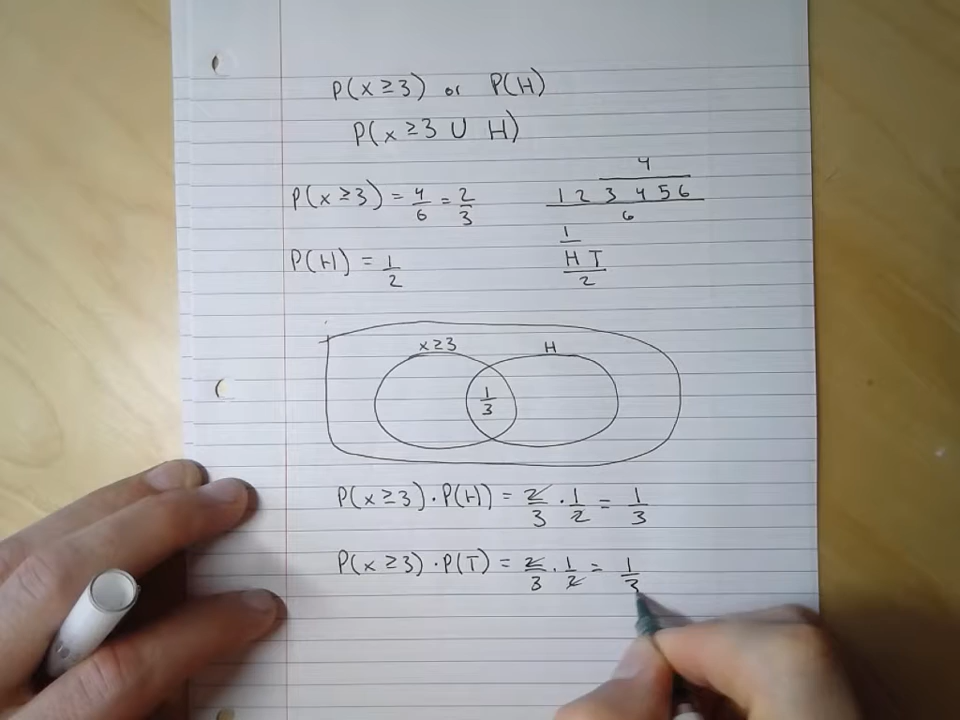 P(x≥3) or P(H)
P(x≥3 U H)
P(x≥3) = 4/6 = 2/3
4
1 2 3 4 5 6
6
P(H) = 1/2
1
H T
2
x≥3
H
1/3
P(x≥3)·P(H) = 2/3 · 1/2 = 1/3
P(x≥3)·P(T) = 2/3 · 1/2 = 1/3